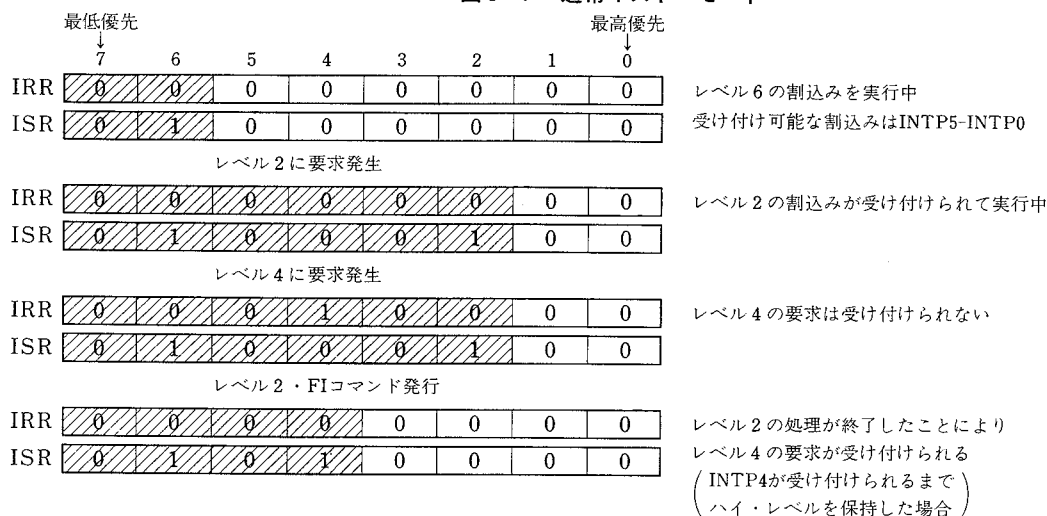 最低優先 最高優先
↓ ↓
7 6 5 4 3 2 1 0
IRR 0 0 0 0 0 0 0 0 レベル6の割込みを実行中
ISR 0 1 0 0 0 0 0 0 受け付け可能な割込みはINTP5-INTP0
レベル2に要求発生
IRR 0 0 0 0 0 0 0 0 レベル2の割込みが受け付けられて実行中
ISR 0 1 0 0 0 1 0 0
レベル4に要求発生
IRR 0 0 0 1 0 0 0 0 レベル4の要求は受け付けられない
ISR 0 1 0 0 0 1 0 0
レベル2・FIコマンド発行
IRR 0 0 0 0 0 0 0 0 レベル2の処理が終了したことにより
ISR 0 1 0 1 0 0 0 0 レベル4の要求が受け付けられる
(INTP4が受け付けられるまで
ハイ・レベルを保持した場合)